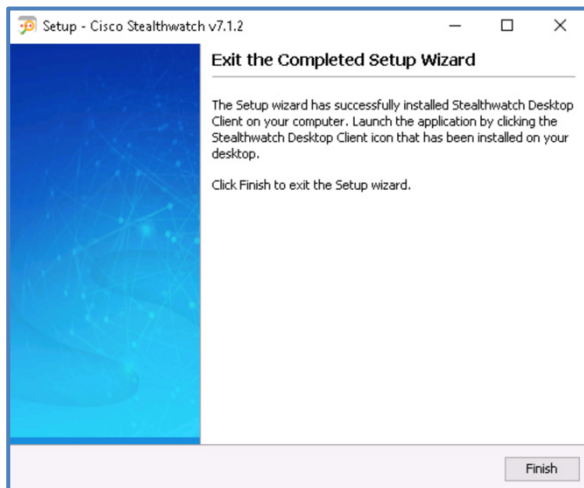 Setup - Cisco Stealthwatch v7.1.2
Exit the Completed Setup Wizard
The Setup wizard has successfully installed Stealthwatch Desktop
Client on your computer. Launch the application by clicking the
Stealthwatch Desktop Client icon that has been installed on your
desktop.
Click Finish to exit the Setup wizard.
Finish